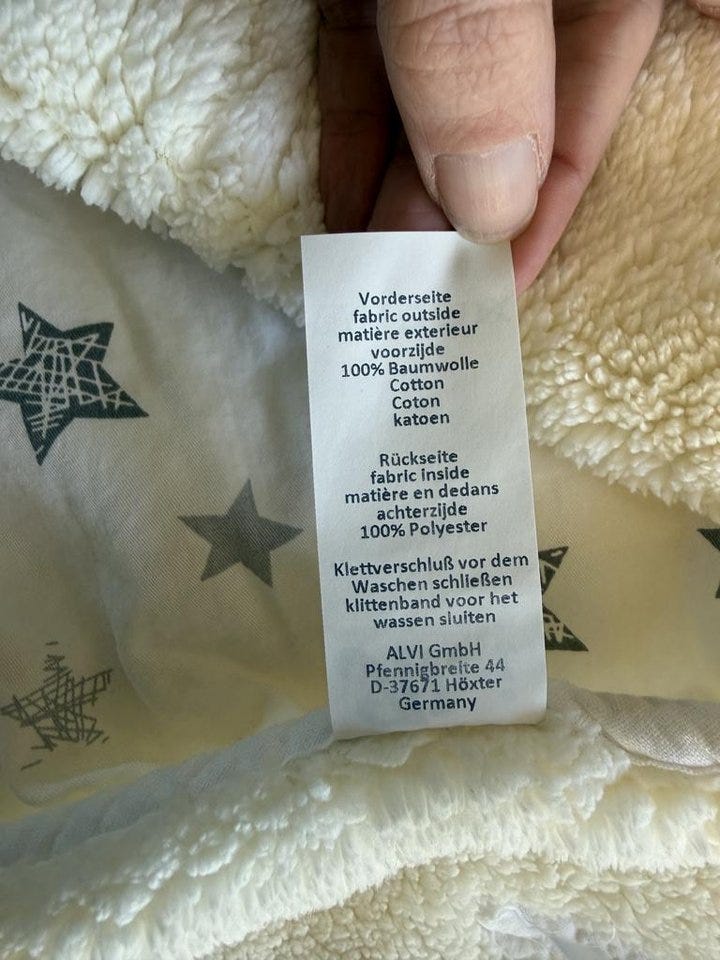 Vorderseite
fabric outside
matière exterieur
voorzijde
100% Baumwolle
Cotton
Coton
katoen
Rückseite
fabric inside
matière en dedans
achterzijde
100% Polyester
Klettverschluß vor dem
Waschen schließen
klittenband voor het
wassen sluiten
ALVI GmbH
Pfennigbreite 44
D-37671 Höxter
Germany